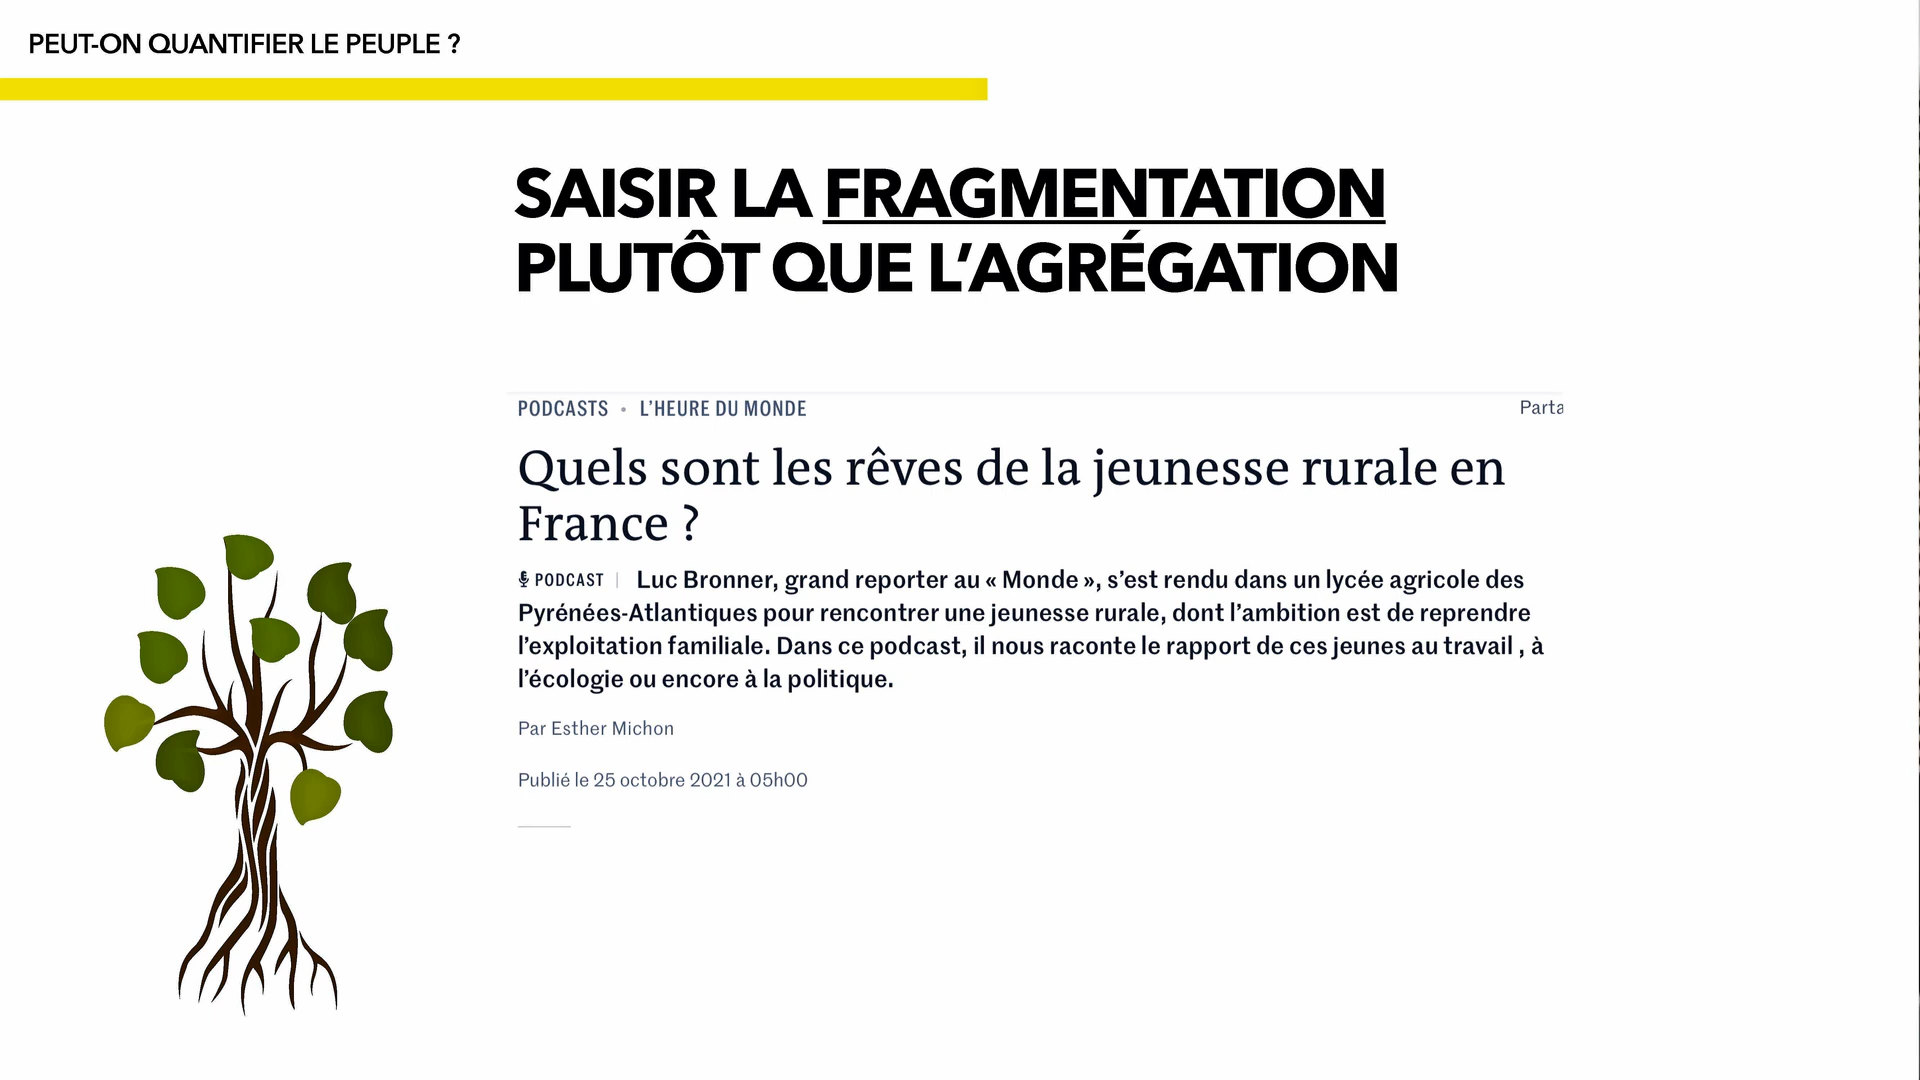 PEUT-ON QUANTIFIER LE PEUPLE ?
SAISIR LA FRAGMENTATION
PLUTÔT QUE L’AGRÉGATION
PODCASTS • L’HEURE DU MONDE
Parta
Quels sont les rêves de la jeunesse rurale en
France ?
PODCAST | Luc Bronner, grand reporter au « Monde », s’est rendu dans un lycée agricole des
Pyrénées-Atlantiques pour rencontrer une jeunesse rurale, dont l’ambition est de reprendre
l’exploitation familiale. Dans ce podcast, il nous raconte le rapport de ces jeunes au travail , à
l’écologie ou encore à la politique.
Par Esther Michon
Publié le 25 octobre 2021 à 05h00